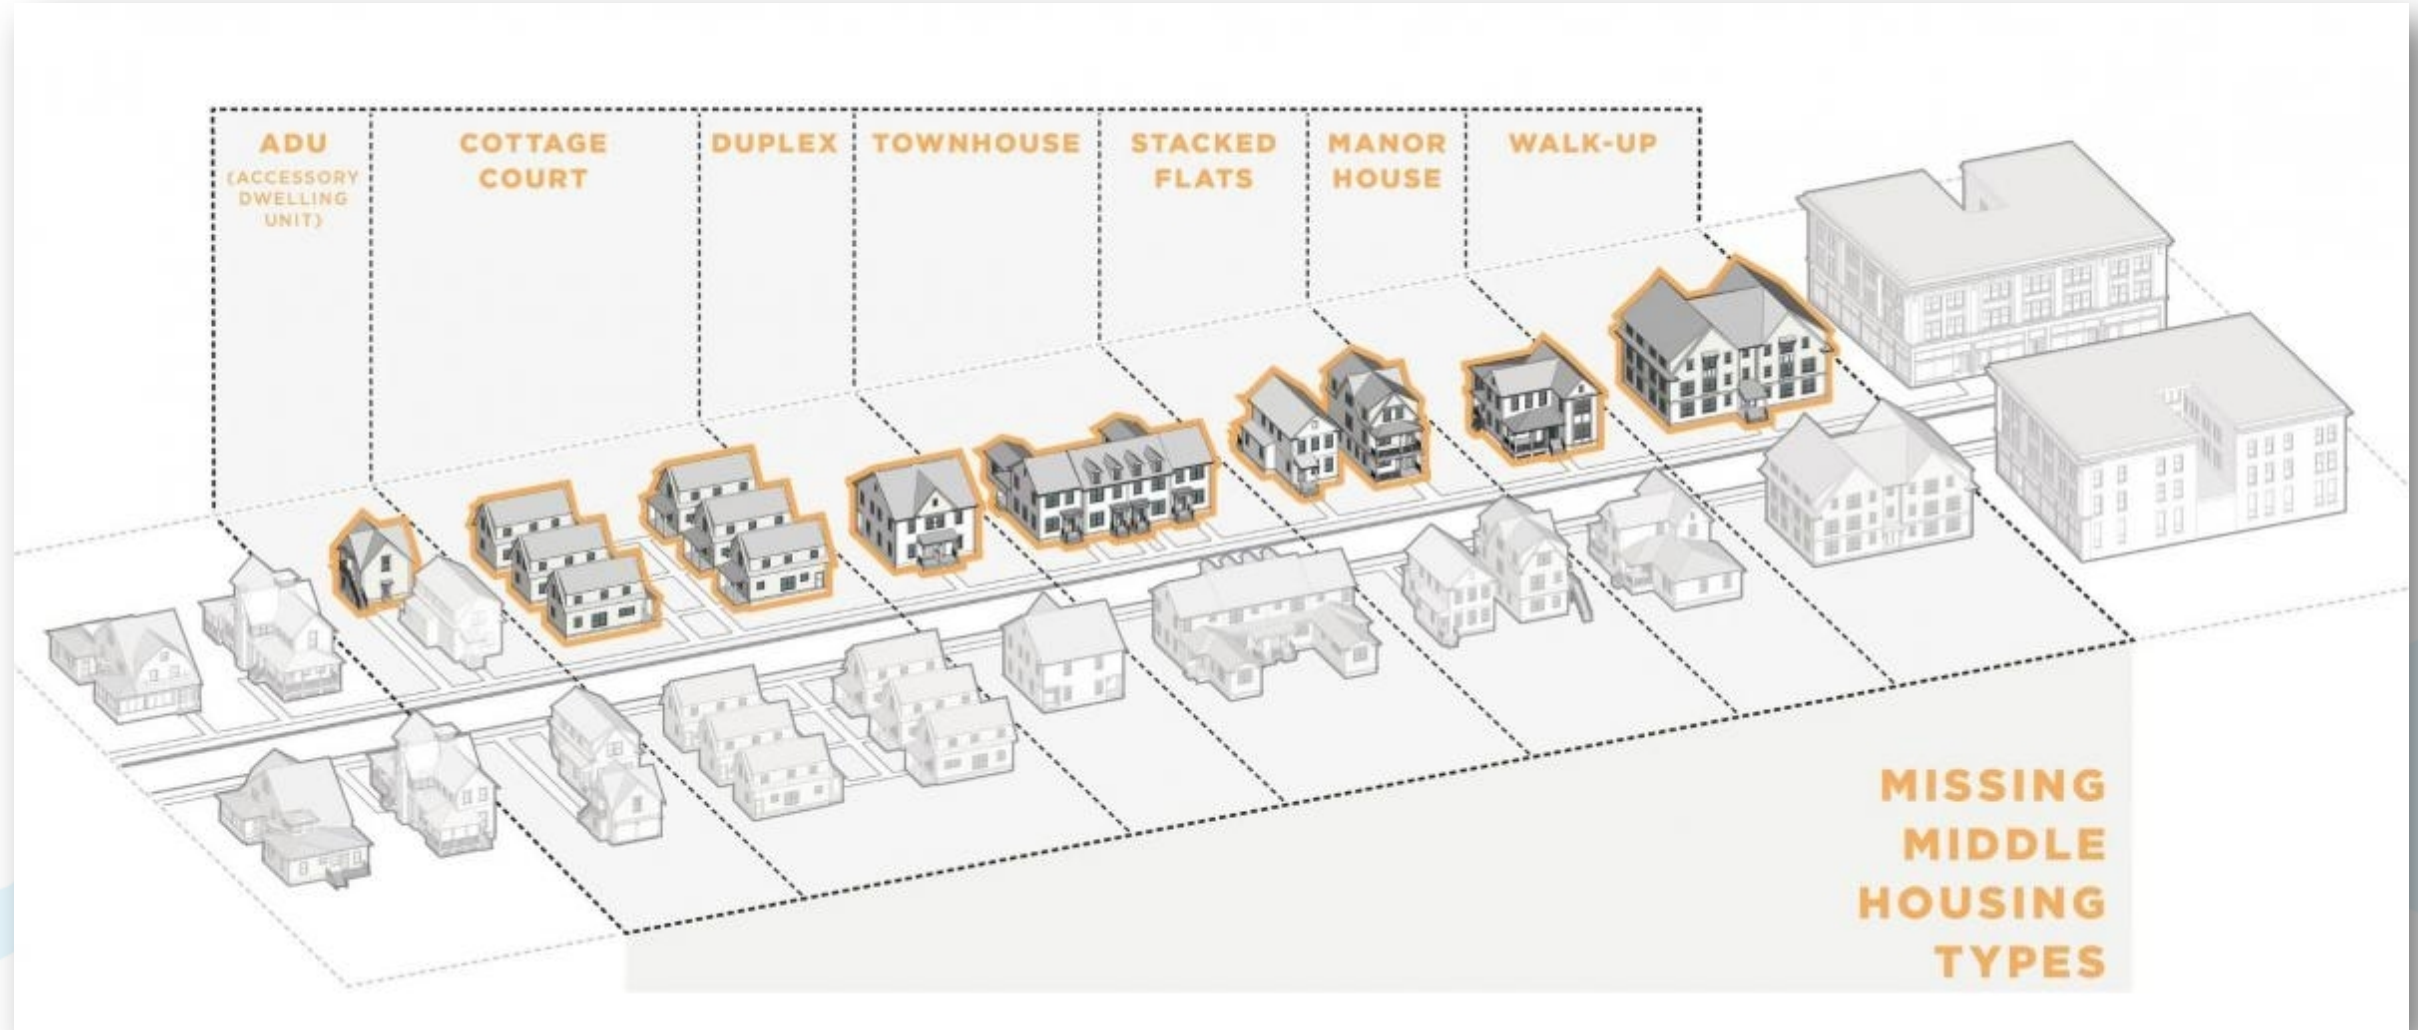 ADU
(ACCESSORY
DWELLING
UNIT)
COTTAGE
COURT
DUPLEX
TOWNHOUSE
STACKED
FLATS
MANOR
HOUSE
WALK-UP
MISSING
MIDDLE
HOUSING
TYPES